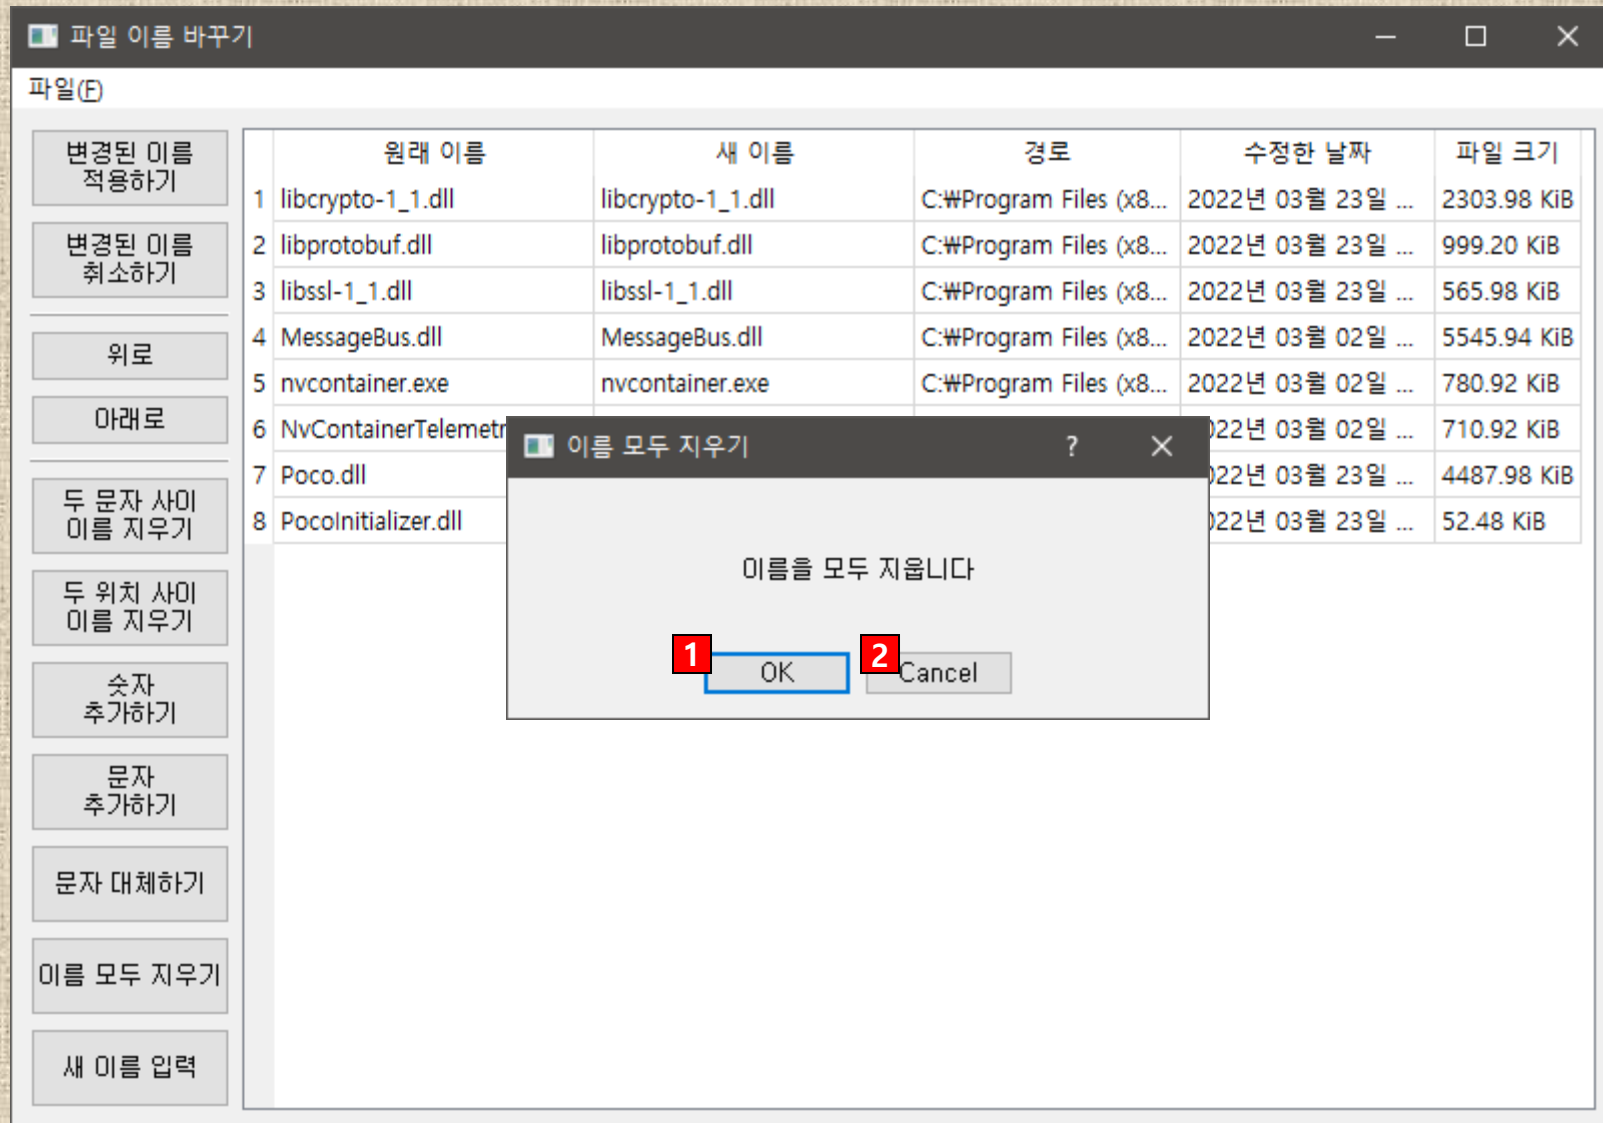 파일 이름 바꾸기
파일(F)
변경된 이름
적용하기
변경된 이름
취소하기
위로
아래로
두 문자 사이
이름 지우기
두 위치 사이
이름 지우기
숫자
추가하기
문자
추가하기
문자 대체하기
이름 모두 지우기
새 이름 입력
원래 이름 새 이름 경로 수정한 날짜 파일 크기
1 libcrypto-1_1.dll libcrypto-1_1.dll C:₩Program Files (x8... 2022년 03월 23일 ... 2303.98 KiB
2 libprotobuf.dll libprotobuf.dll C:₩Program Files (x8... 2022년 03월 23일 ... 999.20 KiB
3 libssl-1_1.dll libssl-1_1.dll C:₩Program Files (x8... 2022년 03월 23일 ... 565.98 KiB
4 MessageBus.dll MessageBus.dll C:₩Program Files (x8... 2022년 03월 02일 ... 5545.94 KiB
5 nvcontainer.exe nvcontainer.exe C:₩Program Files (x8... 2022년 03월 02일 ... 780.92 KiB
6 NvContainerTelemetr 022년 03월 02일 ... 710.92 KiB
7 Poco.dll 022년 03월 23일 ... 4487.98 KiB
8 PocoInitializer.dll 022년 03월 23일 ... 52.48 KiB
이름 모두 지우기 ?
이름을 모두 지웁니다
1 OK 2 Cancel